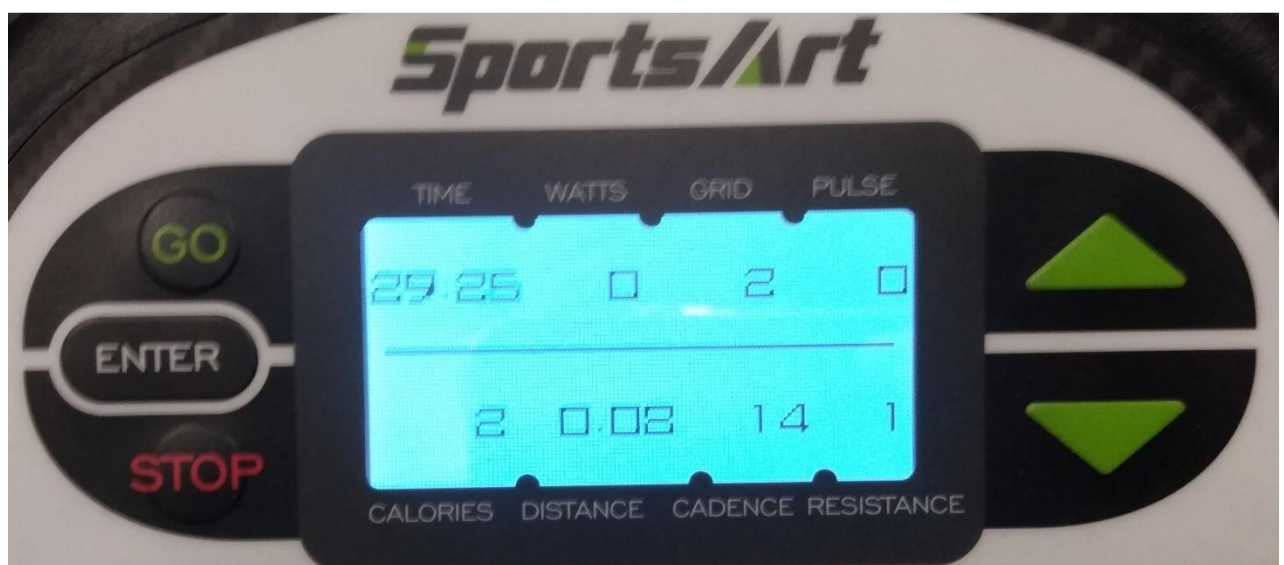 SportsArt
TIME WATTS GRID PULSE
GO
29:25 0 2 0
ENTER
2 0.02 14 1
STOP
CALORIES DISTANCE CADENCE RESISTANCE